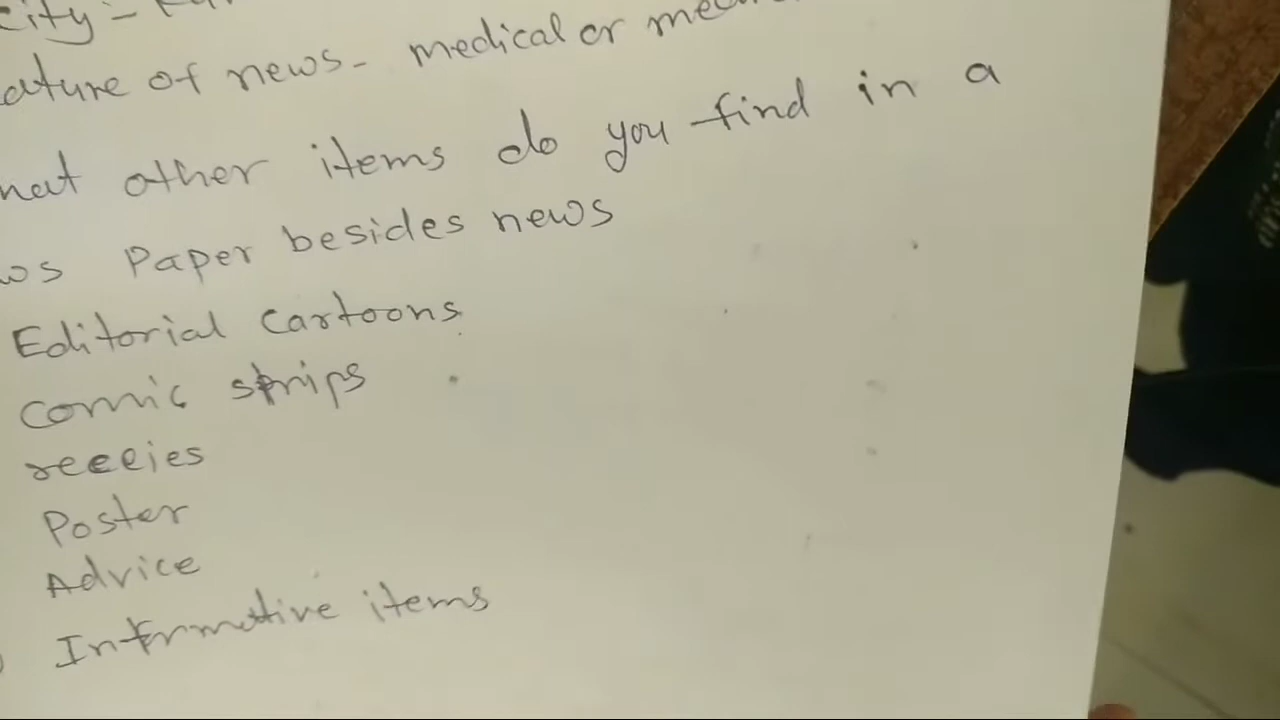 city -
ature of news - medical or
hat other items do you find in a
ws Paper besides news
Editorial cartoons
comic strips
receies
Poster
Advice
Informative items